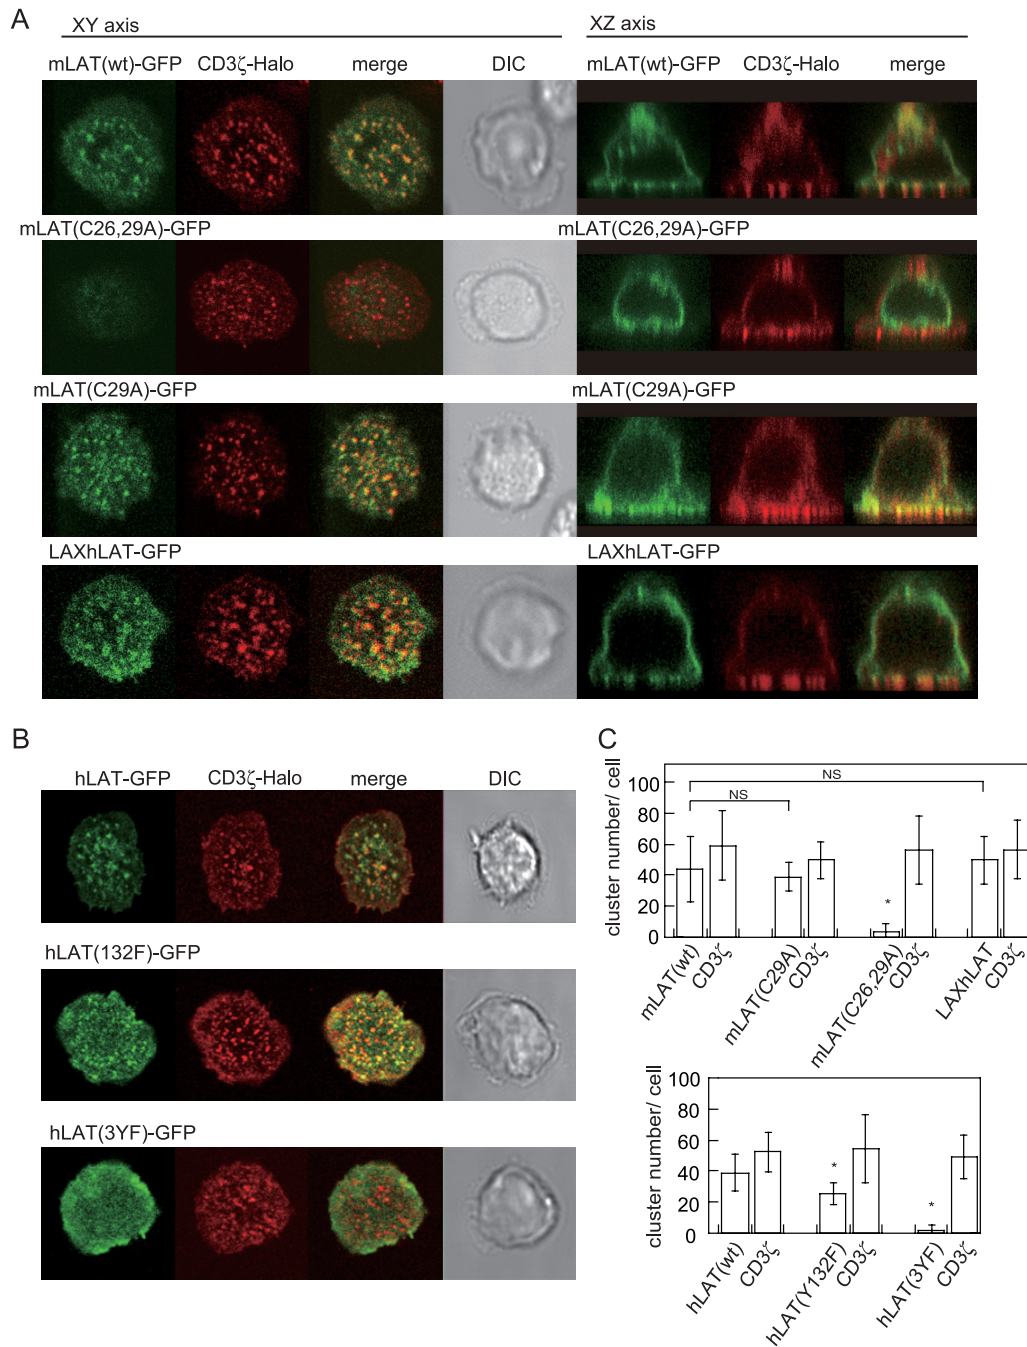 A
XY axis
XZ axis
mLAT(wt)-GFP CD3ζ-Halo merge DIC mLAT(wt)-GFP CD3ζ-Halo merge
mLAT(C26,29A)-GFP mLAT(C26,29A)-GFP
mLAT(C29A)-GFP mLAT(C29A)-GFP
LAXhLAT-GFP LAXhLAT-GFP
B
hLAT-GFP CD3ζ-Halo merge DIC
hLAT(132F)-GFP
hLAT(3YF)-GFP
C
cluster number/ cell
100
80
60
40
20
0
NS
NS
*
mLAT(wt)
CD3ζ
mLAT(C29A)
CD3ζ
mLAT(C26,29A)
CD3ζ
LAXhLAT
CD3ζ
cluster number/ cell
100
80
60
40
20
0
*
*
hLAT(wt)
CD3ζ
hLAT(Y132F)
CD3ζ
hLAT(3YF)
CD3ζ